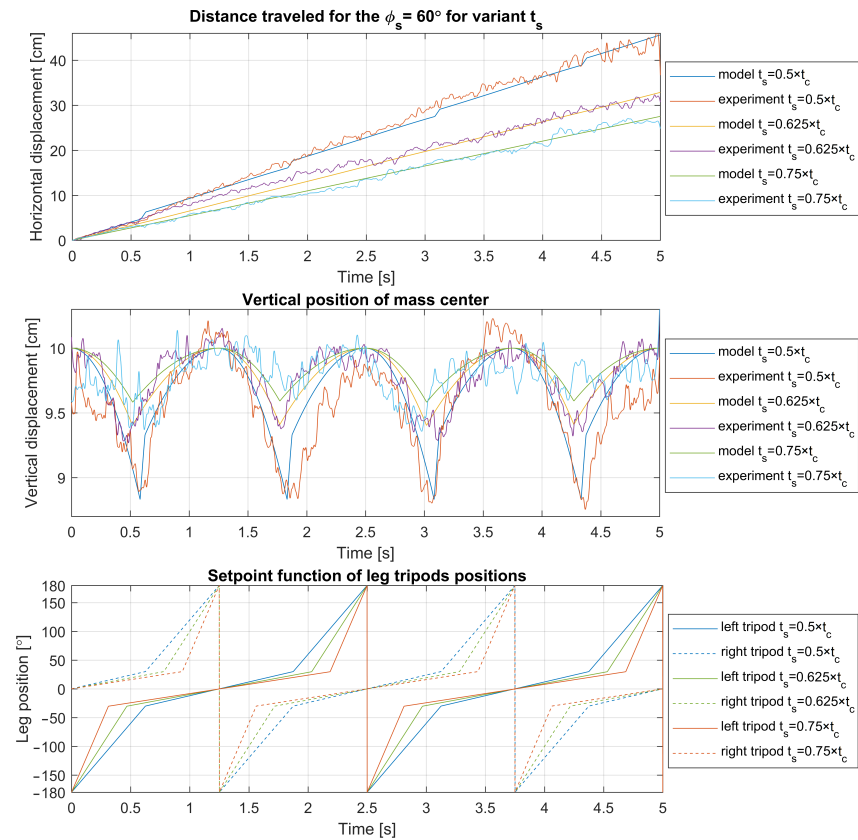 Distance traveled for the ϕs= 60° for variant ts
Horizontal displacement [cm]
40
30
20
10
0
0 0.5 1 1.5 2 2.5 3 3.5 4 4.5 5
Time [s]
model ts=0.5×tc
experiment ts=0.5×tc
model ts=0.625×tc
experiment ts=0.625×tc
model ts=0.75×tc
experiment ts=0.75×tc
Vertical position of mass center
Vertical displacement [cm]
10
9.5
9
0 0.5 1 1.5 2 2.5 3 3.5 4 4.5 5
Time [s]
model ts=0.5×tc
experiment ts=0.5×tc
model ts=0.625×tc
experiment ts=0.625×tc
model ts=0.75×tc
experiment ts=0.75×tc
Setpoint function of leg tripods positions
Leg position [°]
180
150
100
50
0
−50
−100
−150
−180
0 0.5 1 1.5 2 2.5 3 3.5 4 4.5 5
Time [s]
left tripod ts=0.5×tc
right tripod ts=0.5×tc
left tripod ts=0.625×tc
right tripod ts=0.625×tc
left tripod ts=0.75×tc
right tripod ts=0.75×tc